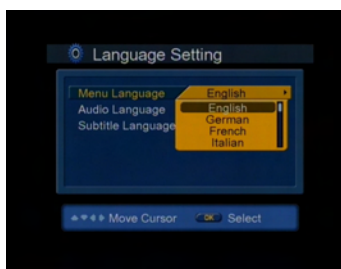 Language Setting
Menu Language English
Audio Language
English
German
Subtitle Language
French
Italian
Move Cursor OK Select